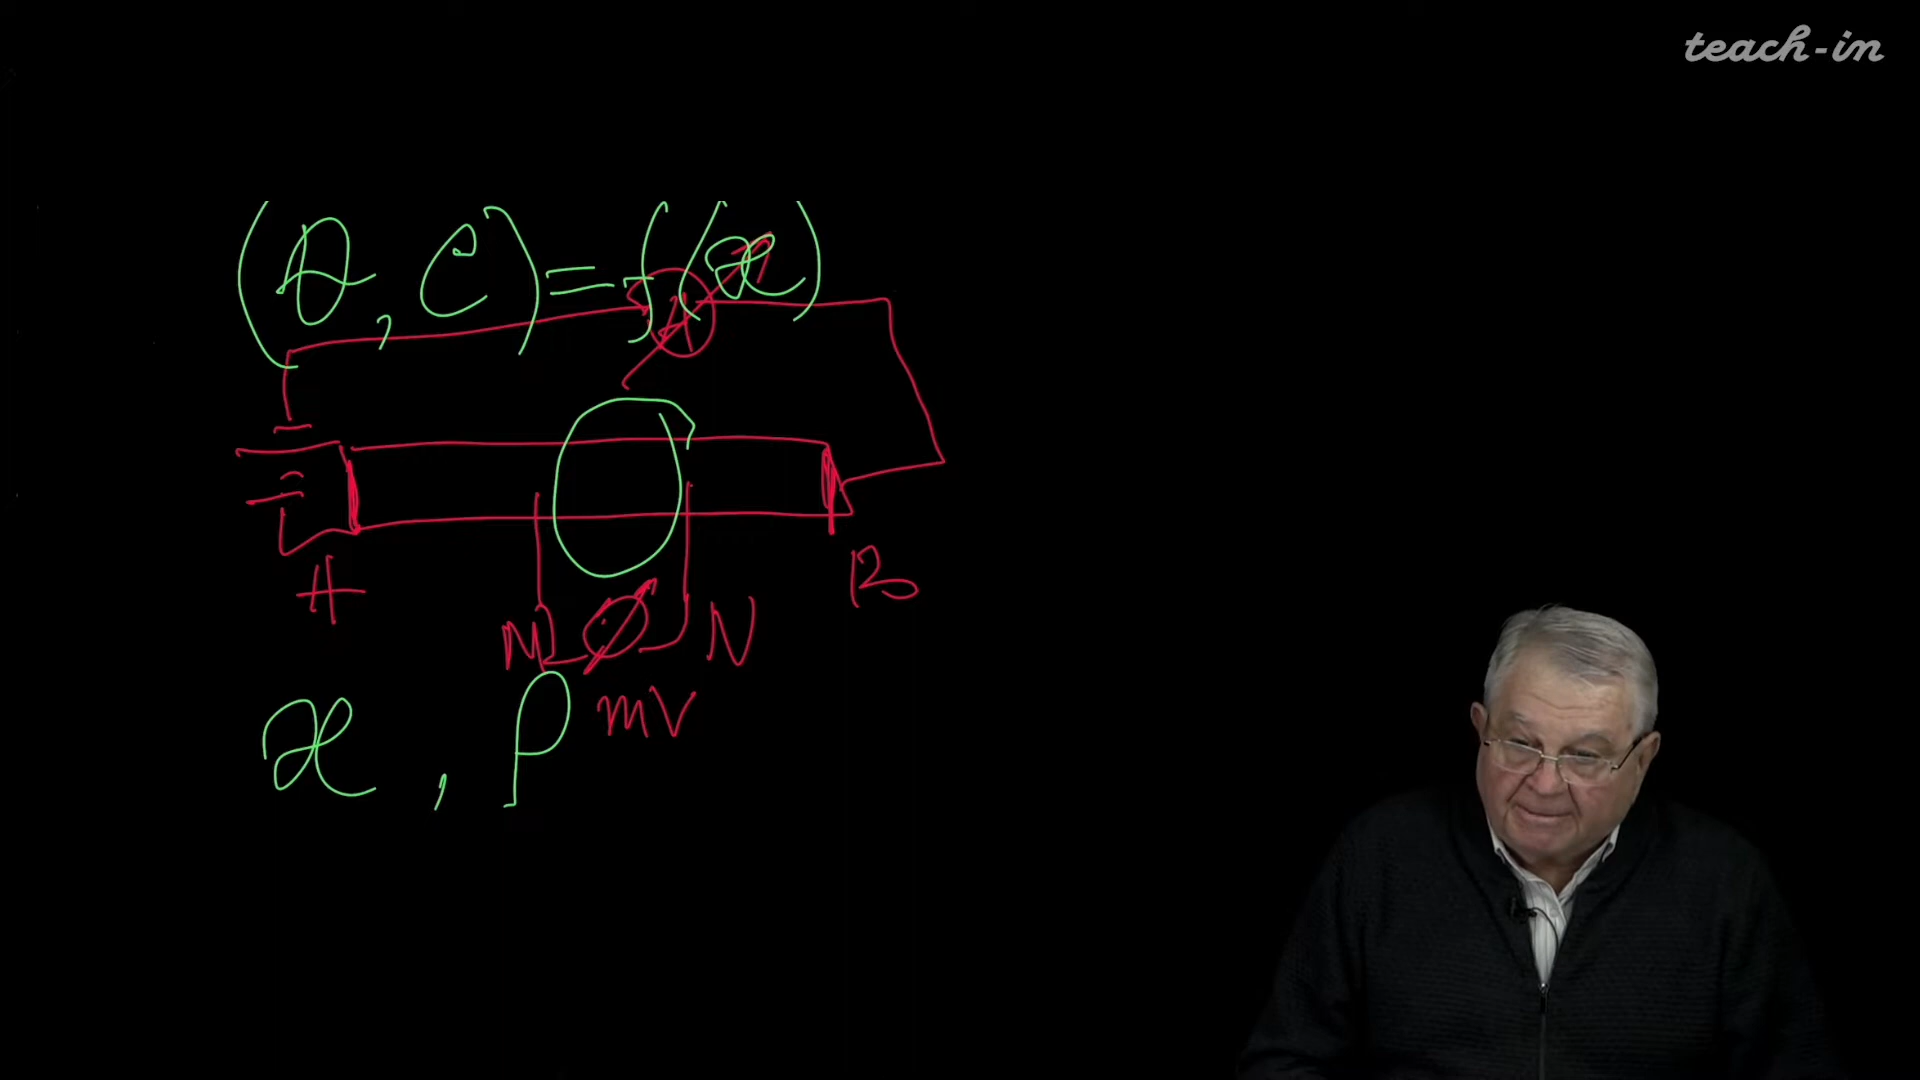 teach-in
(D, C) = f(æ)
A
A
B
M
N
mV
æ, ρ